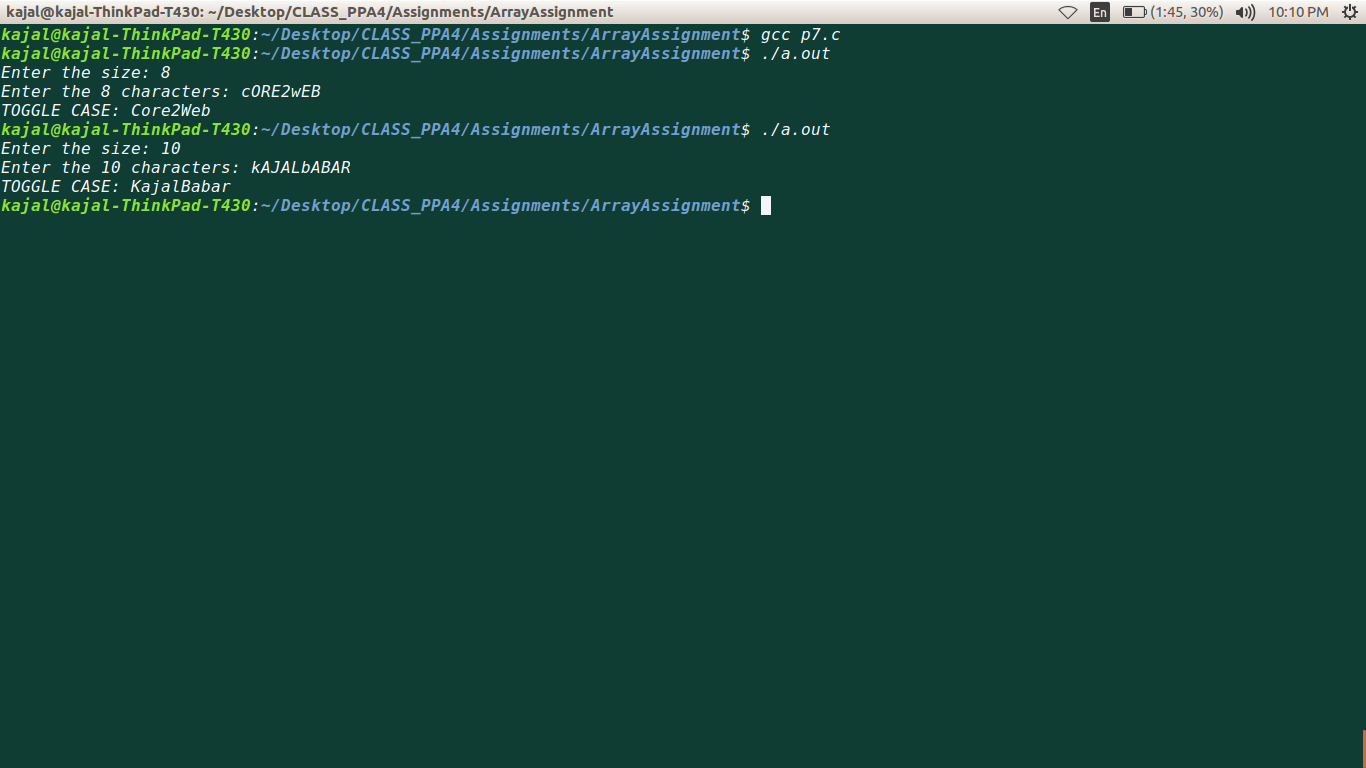 kajal@kajal-ThinkPad-T430: ~/Desktop/CLASS_PPA4/Assignments/ArrayAssignment En (1:45, 30%) 10:10 PM
kajal@kajal-ThinkPad-T430:~/Desktop/CLASS_PPA4/Assignments/ArrayAssignment$ gcc p7.c
kajal@kajal-ThinkPad-T430:~/Desktop/CLASS_PPA4/Assignments/ArrayAssignment$ ./a.out
Enter the size: 8
Enter the 8 characters: cORE2wEB
TOGGLE CASE: Core2Web
kajal@kajal-ThinkPad-T430:~/Desktop/CLASS_PPA4/Assignments/ArrayAssignment$ ./a.out
Enter the size: 10
Enter the 10 characters: kAJALbABAR
TOGGLE CASE: KajalBabar
kajal@kajal-ThinkPad-T430:~/Desktop/CLASS_PPA4/Assignments/ArrayAssignment$